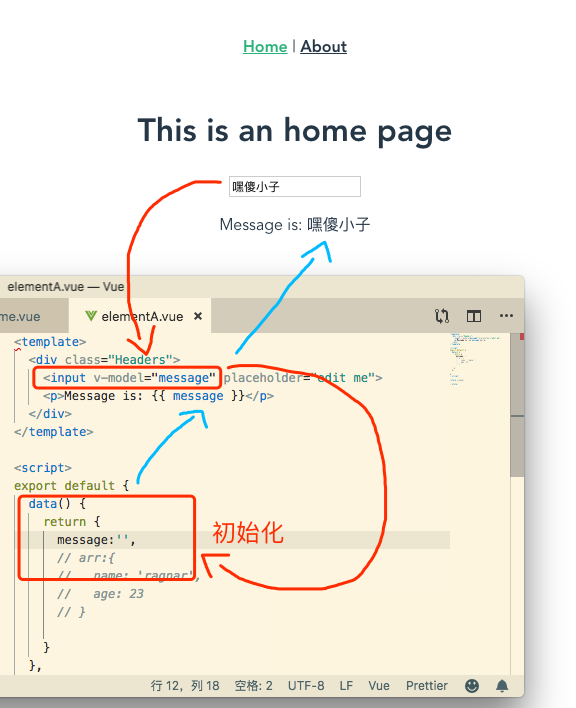 Home | About
This is an home page
嘿傻小子
Message is: 嘿傻小子
elementA.vue — Vue
me.vue
elementA.vue ×
<template>
<div class="Headers">
<input v-model="message" placeholder="edit me">
<p>Message is: {{ message }}</p>
</div>
</template>
<script>
export default {
data() {
return {
message:'',
初始化
// arr:{
//   name: 'ragnar',
//   age: 23
// }
}
},
行 12，列 18 空格: 2 UTF-8 LF Vue Prettier